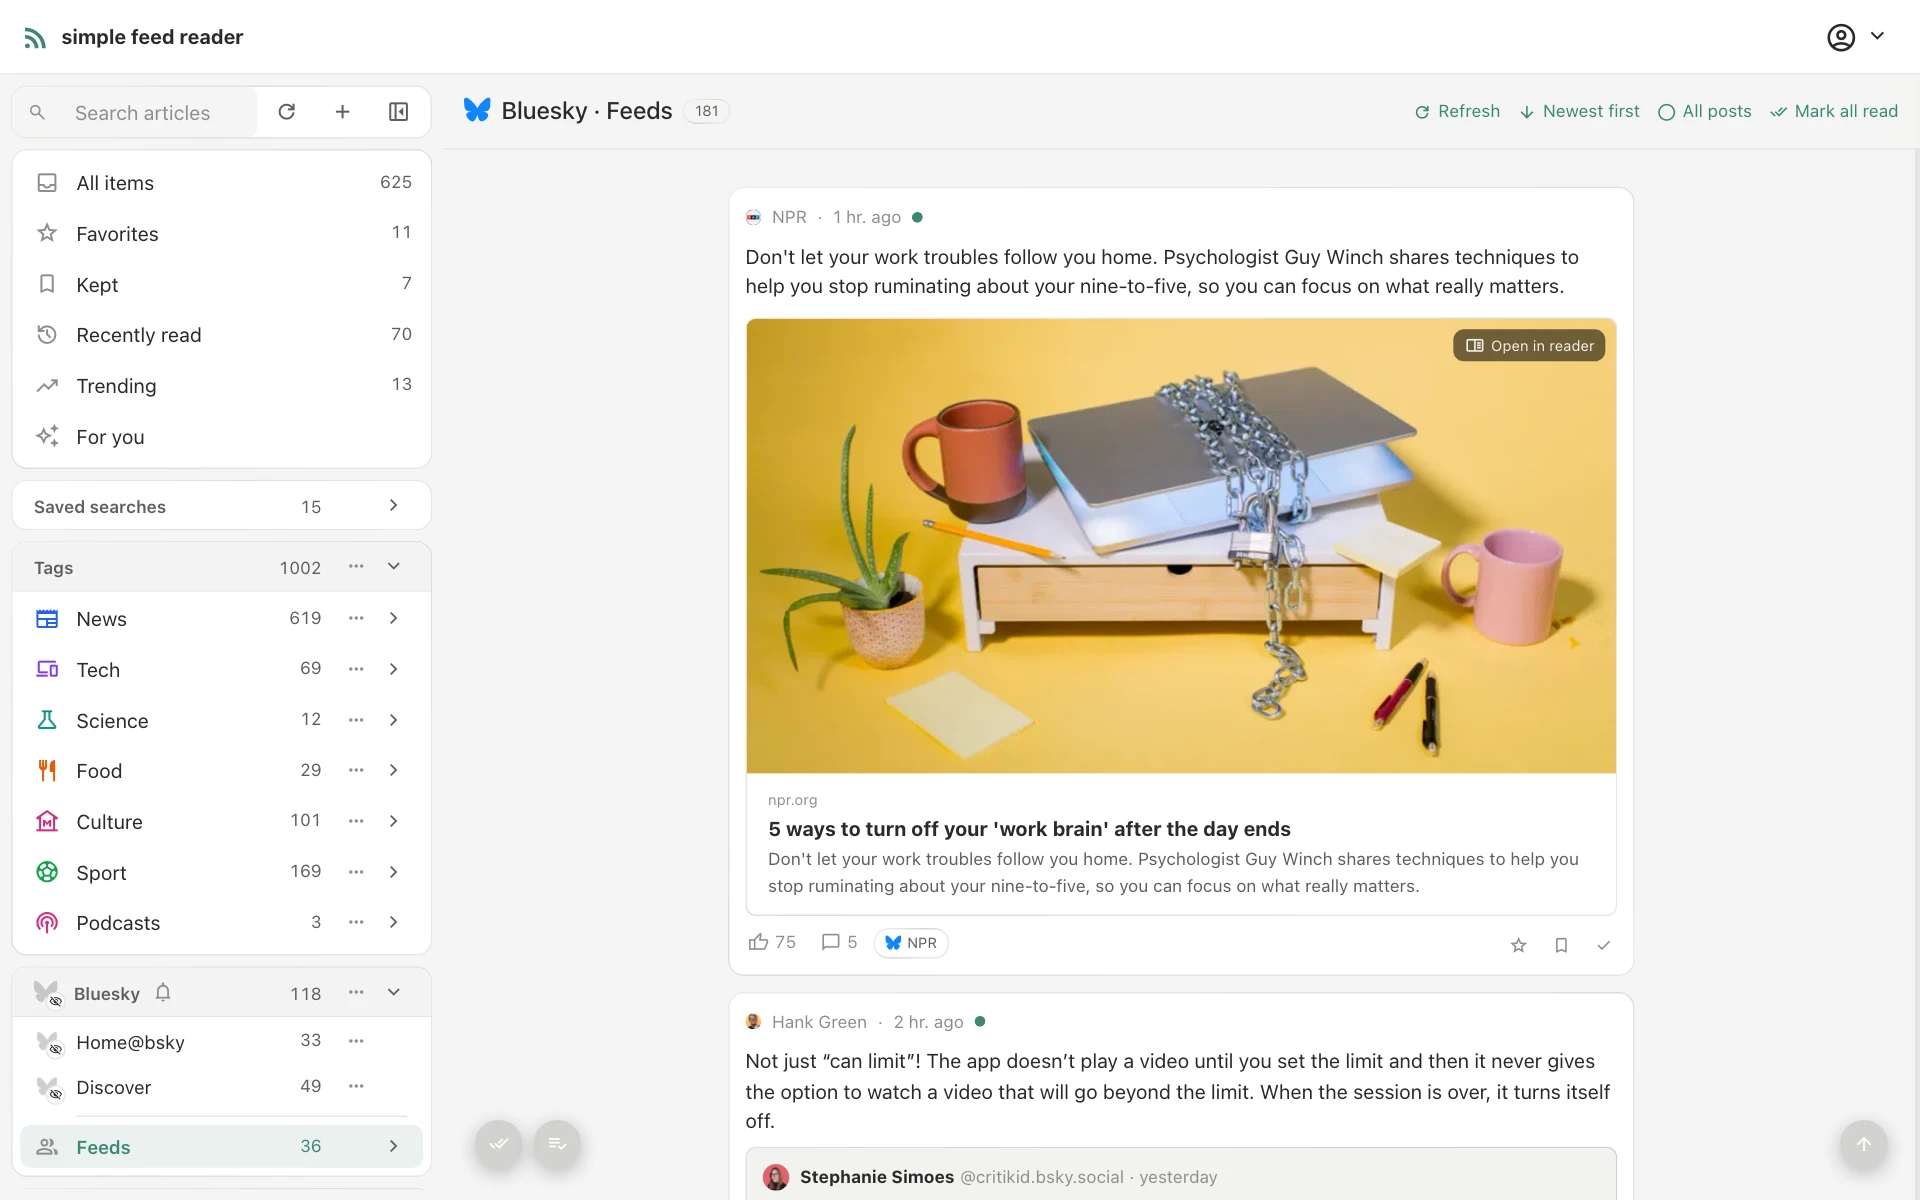 simple feed reader
Search articles
All items 625
Favorites 11
Kept 7
Recently read 70
Trending 13
For you
Saved searches 15
Tags 1002
News 619
Tech 69
Science 12
Food 29
Culture 101
Sport 169
Podcasts 3
Bluesky 118
Home@bsky 33
Discover 49
Feeds 36
Bluesky · Feeds 181
Refresh Newest first All posts Mark all read
NPR · 1 hr. ago
Don't let your work troubles follow you home. Psychologist Guy Winch shares techniques to
help you stop ruminating about your nine-to-five, so you can focus on what really matters.
Open in reader
npr.org
5 ways to turn off your 'work brain' after the day ends
Don't let your work troubles follow you home. Psychologist Guy Winch shares techniques to help you
stop ruminating about your nine-to-five, so you can focus on what really matters.
75 5 NPR
Hank Green · 2 hr. ago
Not just “can limit”! The app doesn’t play a video until you set the limit and then it never gives
the option to watch a video that will go beyond the limit. When the session is over, it turns itself
off.
Stephanie Simoes @critikid.bsky.social · yesterday